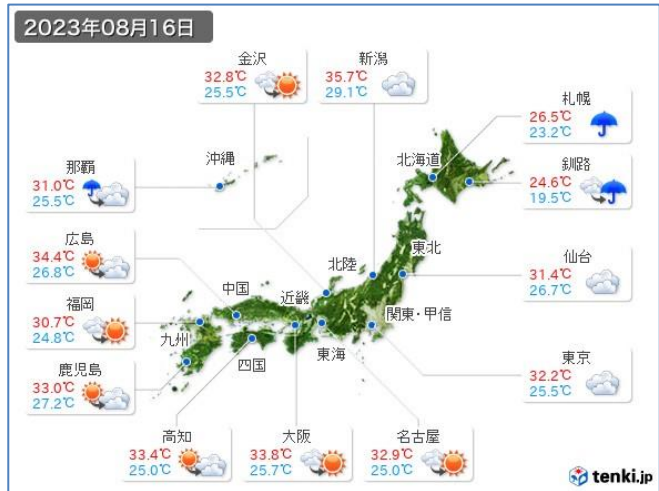 2023年08月16日
金沢
32.8℃
25.5℃
新潟
35.7℃
29.1℃
札幌
26.5℃
23.2℃
那覇
31.0℃
25.5℃
沖縄
北海道
釧路
24.6℃
19.5℃
広島
34.4℃
26.8℃
中国
近畿
北陸
東北
仙台
31.4℃
26.7℃
福岡
30.7℃
24.8℃
九州
四国
東海
関東・甲信
鹿児島
33.0℃
27.2℃
東京
32.2℃
25.5℃
高知
33.4℃
25.0℃
大阪
33.8℃
25.7℃
名古屋
32.9℃
25.0℃
tenki.jp